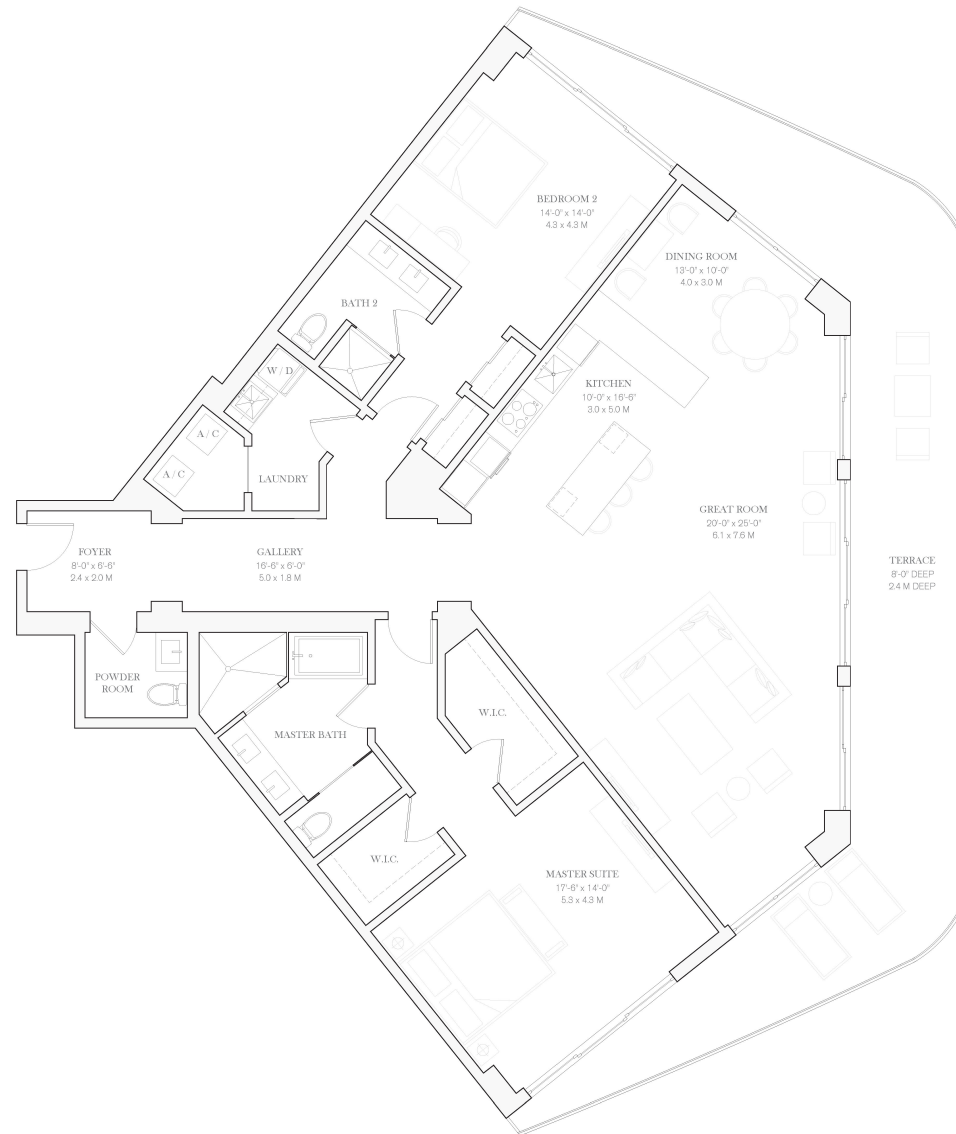 BEDROOM 2
14'-0" x 14'-0"
4.3 x 4.3 M
DINING ROOM
13'-0" x 10'-0"
4.0 x 3.0 M
BATH 2
W / D
KITCHEN
10'-0" x 16'-6"
3.0 x 5.0 M
A / C
A / C
LAUNDRY
GREAT ROOM
20'-0" x 25'-0"
6.1 x 7.6 M
FOYER
8'-0" x 6'-6"
2.4 x 2.0 M
GALLERY
16'-6" x 6'-0"
5.0 x 1.8 M
TERRACE
8'-0" DEEP
2.4 M DEEP
POWDER
ROOM
W.I.C.
MASTER BATH
W.I.C.
MASTER SUITE
17'-6" x 14'-0"
5.3 x 4.3 M